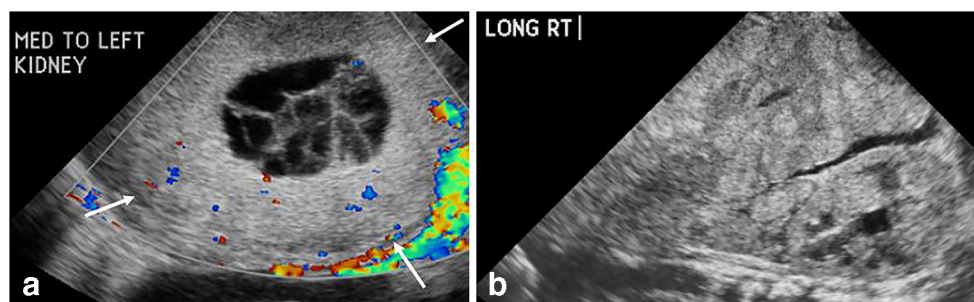 MED TO LEFT
KIDNEY
a
LONG RT|
b